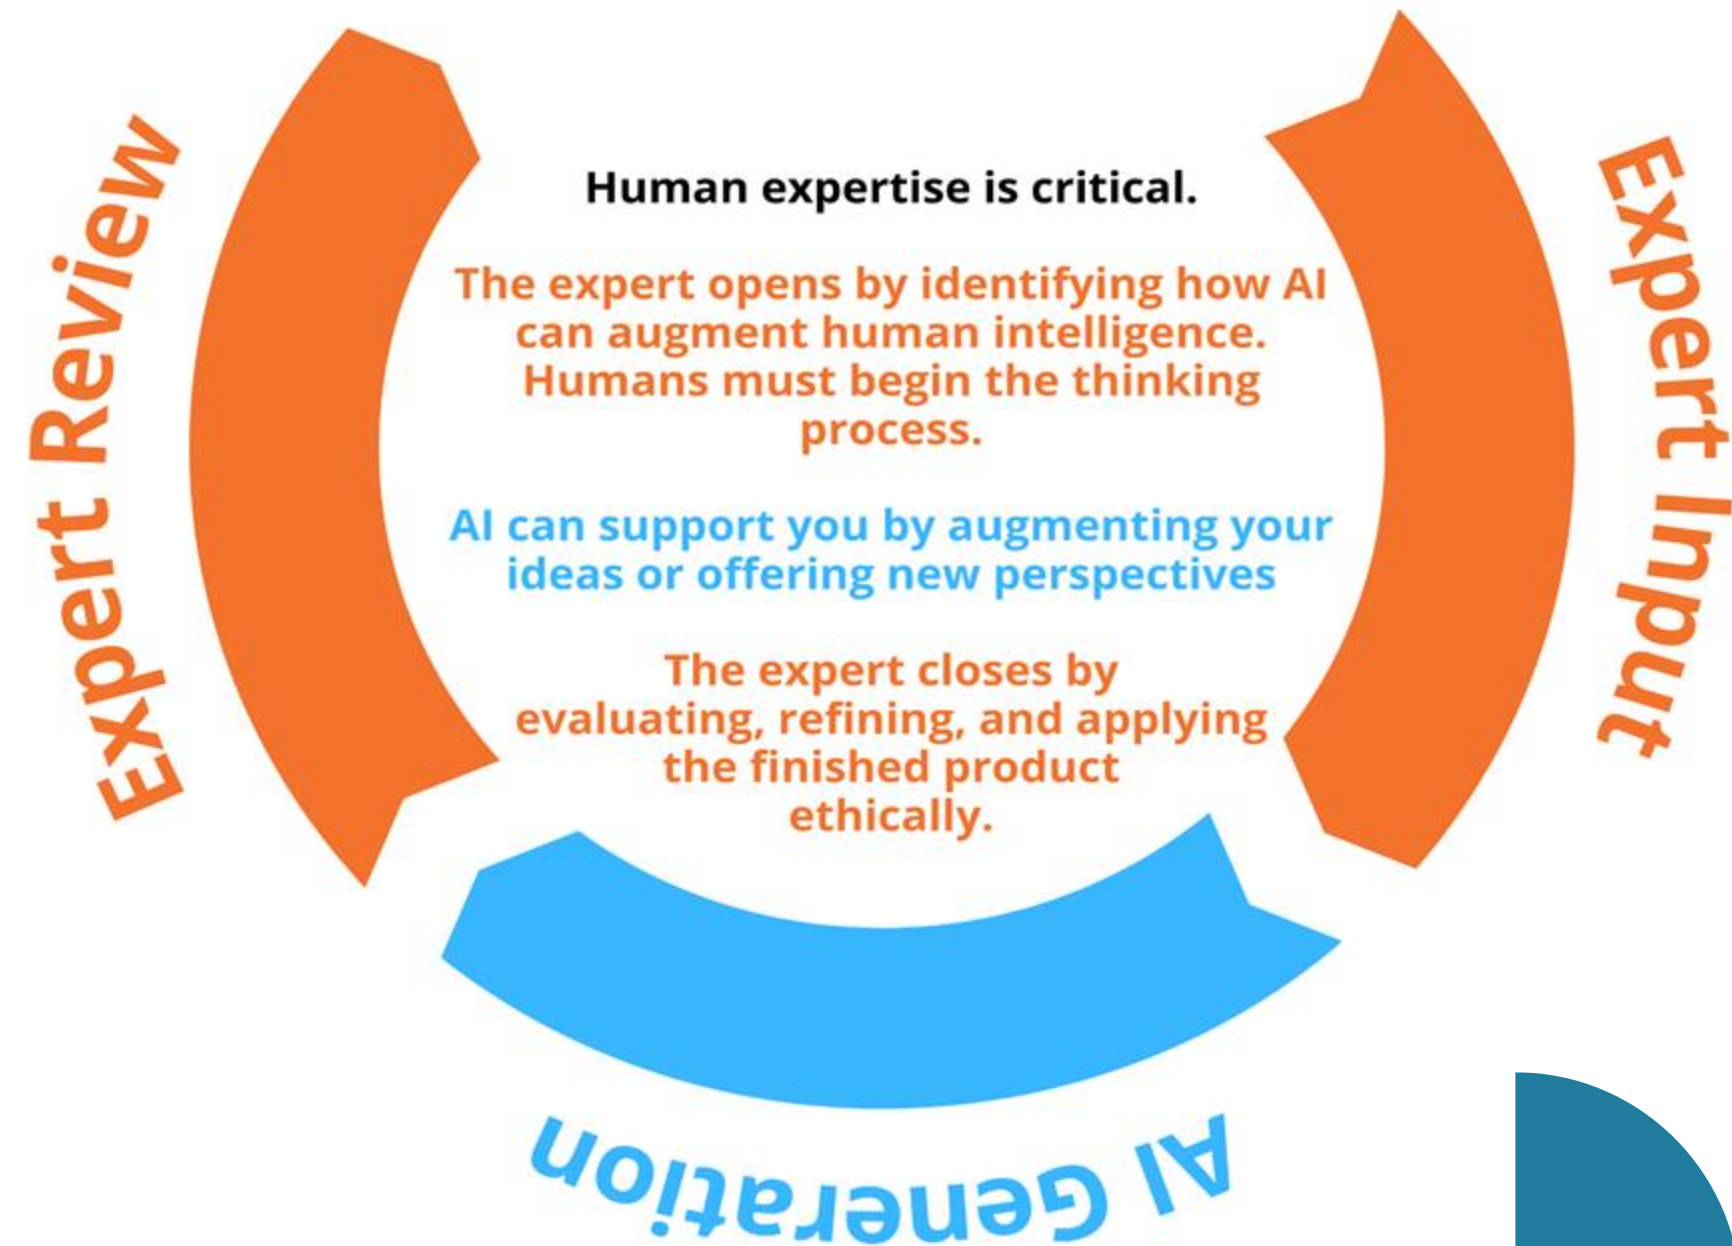 Human expertise is critical.
The expert opens by identifying how AI
can augment human intelligence.
Humans must begin the thinking
process.
AI can support you by augmenting your
ideas or offering new perspectives
The expert closes by
evaluating, refining, and applying
the finished product
ethically.
Expert Input
AI Generation
Expert Review